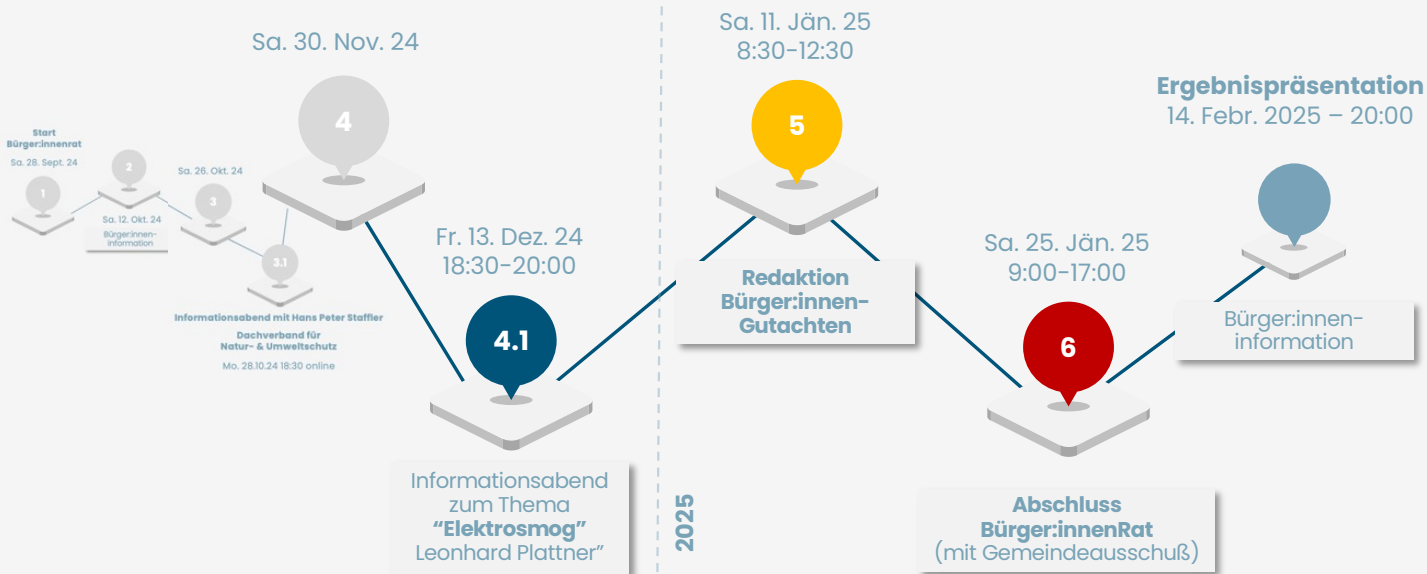 Start
Bürger:innenrat
Sa. 28. Sept. 24
1
2
Sa. 12. Okt. 24
Bürger:innen-
information
Sa. 26. Okt. 24
3
3.1
Informationsabend mit Hans Peter Staffler
Dachverband für
Natur- & Umweltschutz
Mo. 28.10.24 18:30 online
Sa. 30. Nov. 24
4
Fr. 13. Dez. 24
18:30-20:00
4.1
Informationsabend
zum Thema
“Elektrosmog”
Leonhard Plattner”
2025
Sa. 11. Jän. 25
8:30-12:30
5
Redaktion
Bürger:innen-
Gutachten
Sa. 25. Jän. 25
9:00-17:00
6
Abschluss
Bürger:innenRat
(mit Gemeindeausschuß)
Ergebnispräsentation
14. Febr. 2025 – 20:00
Bürger:innen-
information